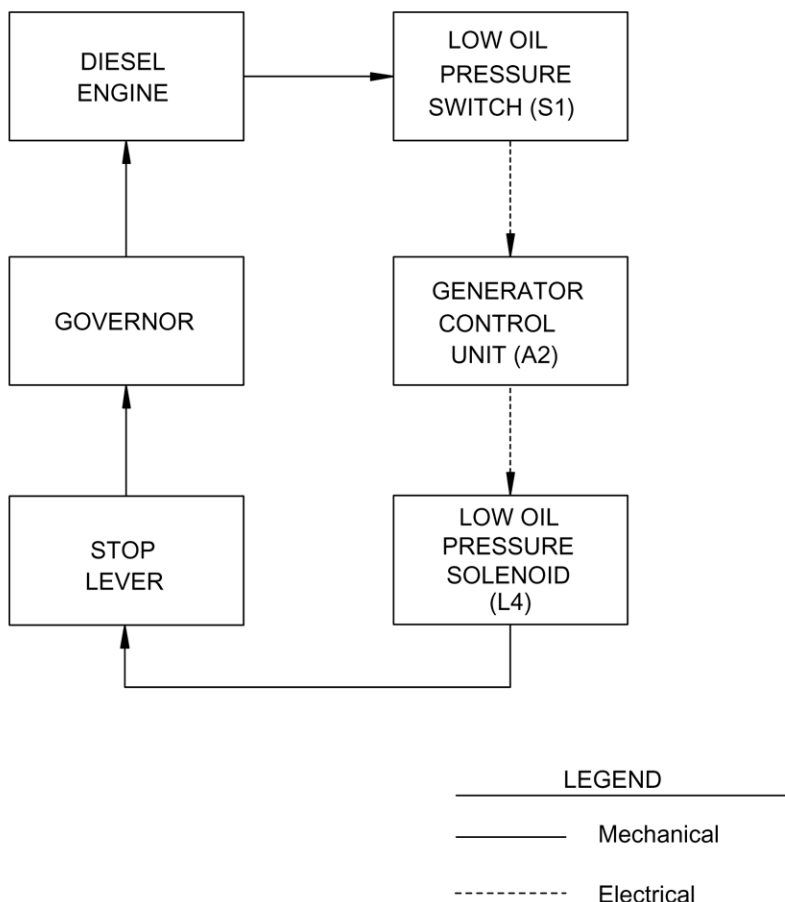 DIESEL
ENGINE
LOW OIL
PRESSURE
SWITCH (S1)
GOVERNOR
GENERATOR
CONTROL
UNIT (A2)
STOP
LEVER
LOW OIL
PRESSURE
SOLENOID
(L4)
LEGEND
Mechanical
Electrical